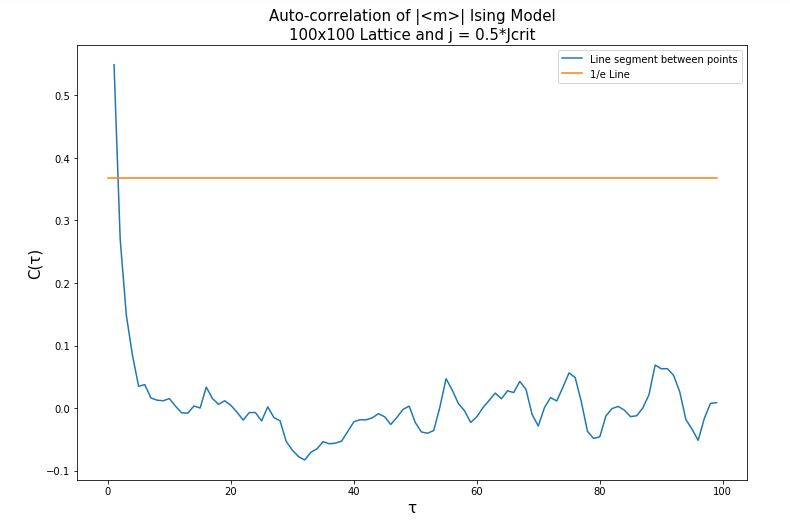 Auto-correlation of |<m>| Ising Model
100x100 Lattice and j = 0.5*Jcrit
Line segment between points
1/e Line
0.5
0.4
0.3
0.2
0.1
0.0
−0.1
C(τ)
0 20 40 60 80 100
τ